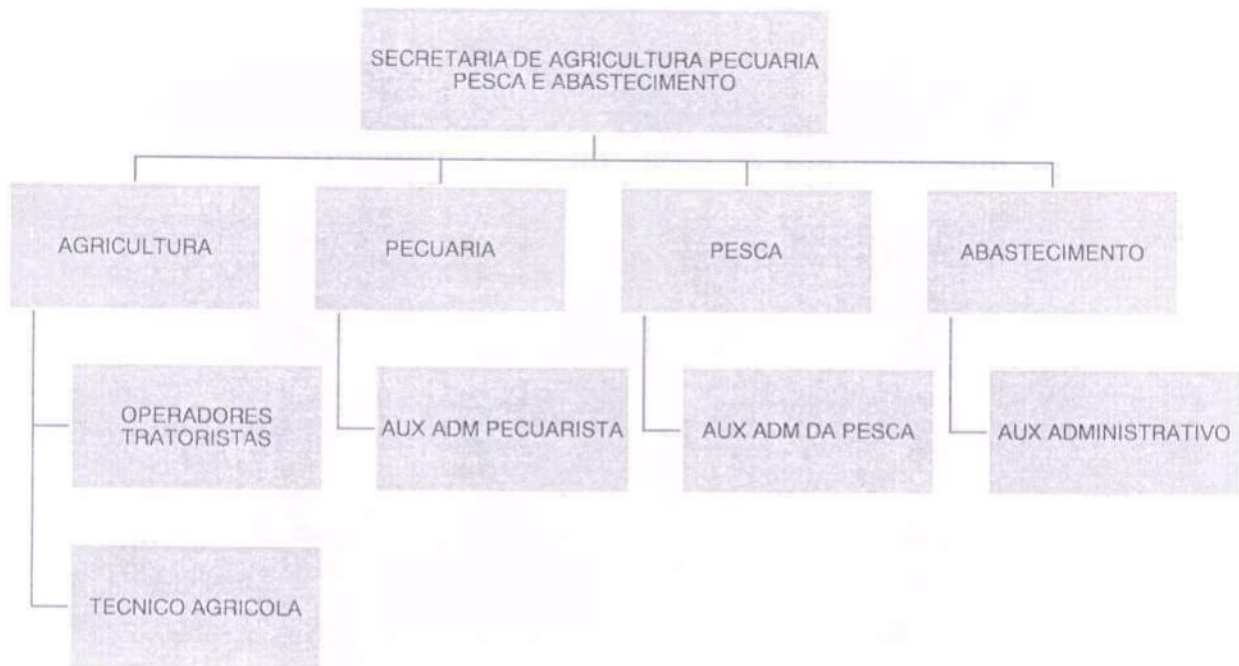 SECRETARIA DE AGRICULTURA PECUARIA
PESCA E ABASTECIMENTO
AGRICULTURA
PECUARIA
PESCA
ABASTECIMENTO
OPERADORES
TRATORISTAS
AUX ADM PECUARISTA
AUX ADM DA PESCA
AUX ADMINISTRATIVO
TECNICO AGRICOLA